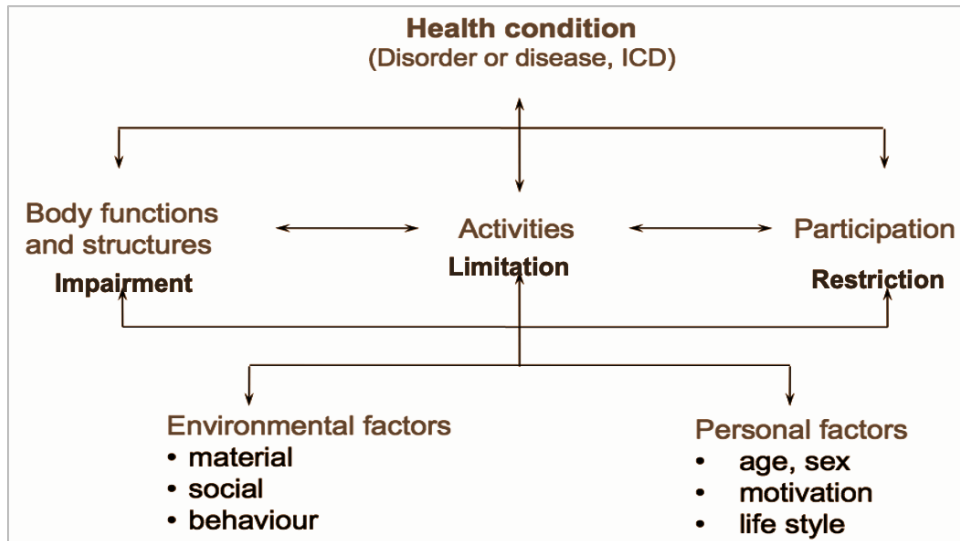 Health condition
(Disorder or disease, ICD)
Body functions
and structures
Impairment
Activities
Limitation
Participation
Restriction
Environmental factors
• material
• social
• behaviour
Personal factors
• age, sex
• motivation
• life style